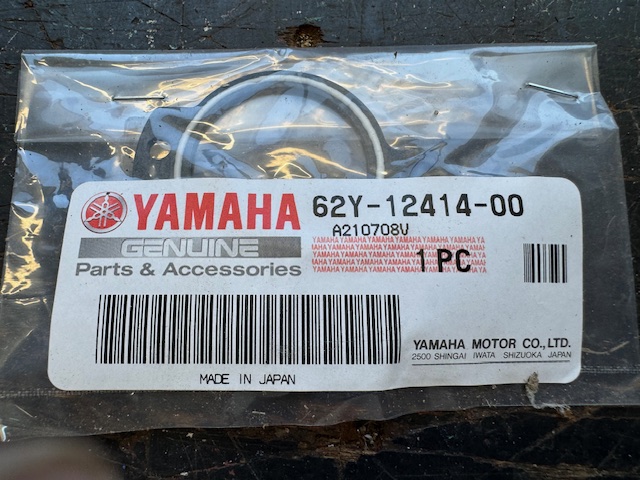 YAMAHA 62Y-12414-00
A210708V
GENUINE
Parts & Accessories
1 PC
YAMAHA MOTOR CO., LTD.
2500 SHINGAI IWATA SHIZUOKA JAPAN
MADE IN JAPAN